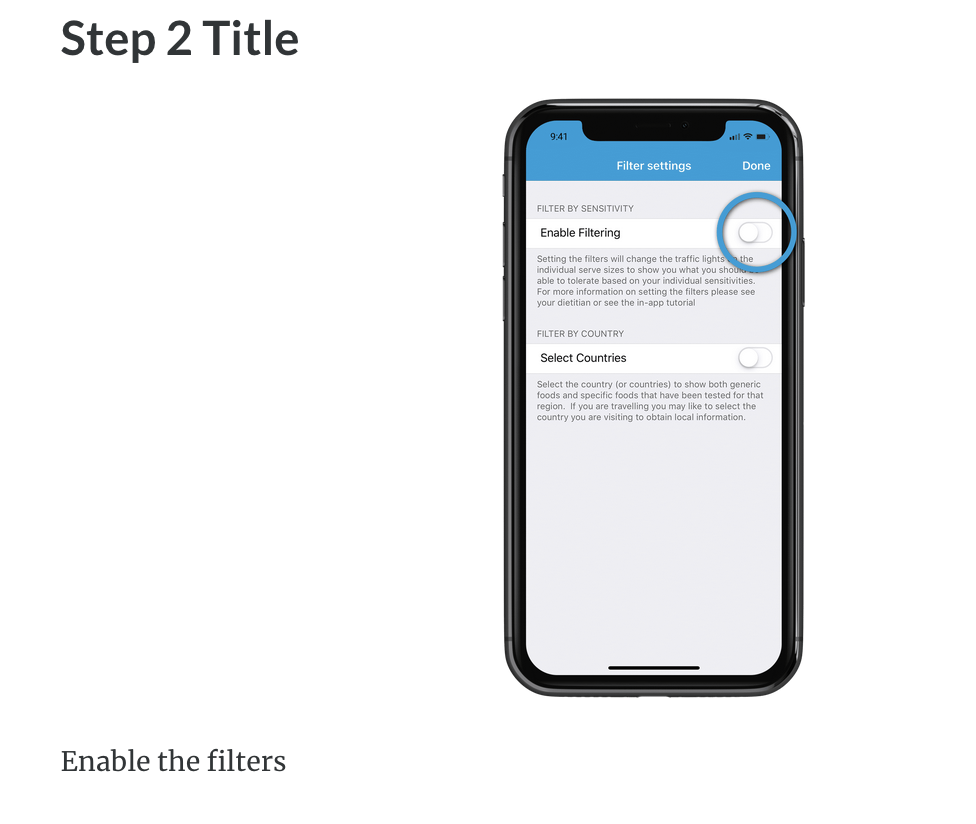 Step 2 Title
9:41
Filter settings Done
FILTER BY SENSITIVITY
Enable Filtering
Setting the filters will change the traffic lights on the
individual serve sizes to show you what you should be
able to tolerate based on your individual sensitivities.
For more information on setting the filters please see
your dietitian or see the in-app tutorial
FILTER BY COUNTRY
Select Countries
Select the country (or countries) to show both generic
foods and specific foods that have been tested for that
region. If you are travelling you may like to select the
country you are visiting to obtain local information.
Enable the filters